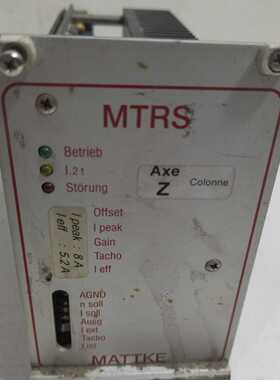 MTRS
Betrieb
I.2t
Störung
Axe
Z Colonne
Offset
I peak
Gain
Tacho
I eff
I peak : 8A
I eff : 5.2A
AGND
n soll
I soll
Ausg
I ext
Tacho
I ist
MATTKE